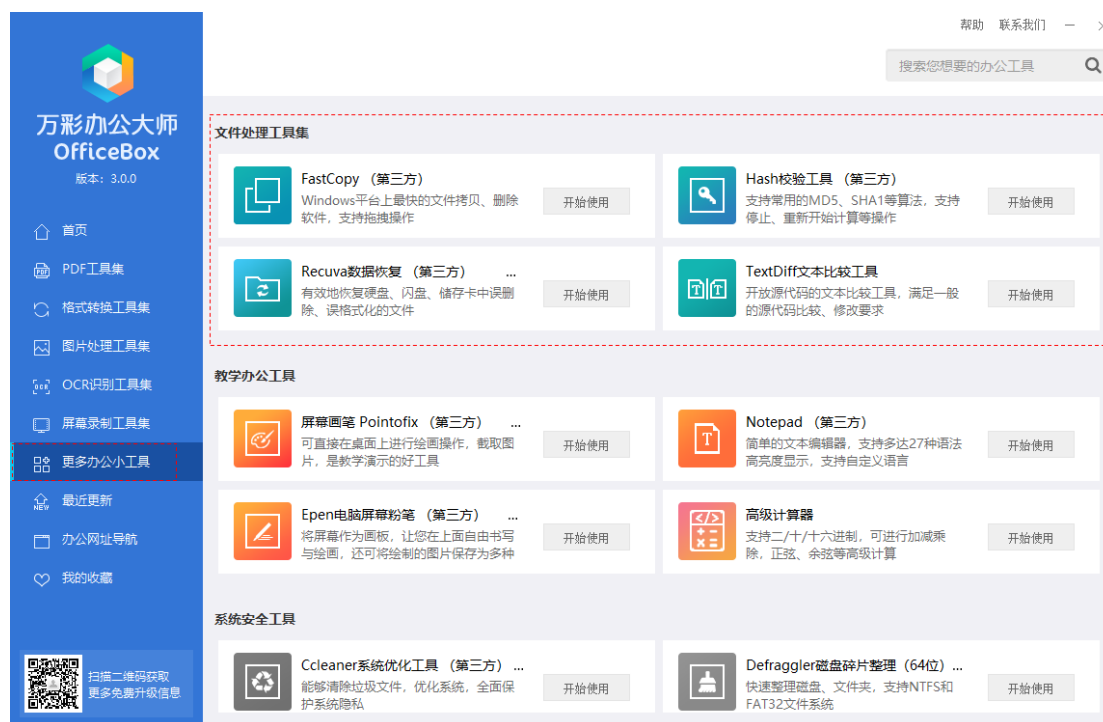 帮助 联系我们
搜索您想要的办公工具
万彩办公大师
OfficeBox
版本: 3.0.0
首页
PDF工具集
格式转换工具集
图片处理工具集
OCR识别工具集
屏幕录制工具集
更多办公小工具
最近更新
办公网址导航
我的收藏
扫描二维码获取
更多免费升级信息
文件处理工具集
FastCopy （第三方）
Windows平台上最快的文件拷贝、删除
软件，支持拖拽操作
开始使用
Hash校验工具 （第三方）
支持常用的MD5、SHA1等算法，支持
停止、重新开始计算等操作
开始使用
Recuva数据恢复 （第三方） ...
有效地恢复硬盘、闪盘、储存卡中误删
除、误格式化的文件
开始使用
TextDiff文本比较工具
开放源代码的文本比较工具，满足一般
的源代码比较、修改要求
开始使用
教学办公工具
屏幕画笔 Pointofix （第三方） ...
可直接在桌面上进行绘画操作，截取图
片，是教学演示的好工具
开始使用
Notepad （第三方）
简单的文本编辑器，支持多达27种语法
高亮度显示，支持自定义语言
开始使用
Epen电脑屏幕粉笔 （第三方） ...
将屏幕作为画板，让您在上面自由书写
与绘画，还可将绘制的图片保存为多种
开始使用
高级计算器
支持二/十/十六进制，可进行加减乘
除，正弦、余弦等高级计算
开始使用
系统安全工具
Ccleaner系统优化工具 （第三方） ...
能够清除垃圾文件，优化系统，全面保
护系统隐私
开始使用
Defraggler磁盘碎片整理（64位）...
快速整理磁盘、文件夹，支持NTFS和
FAT32文件系统
开始使用